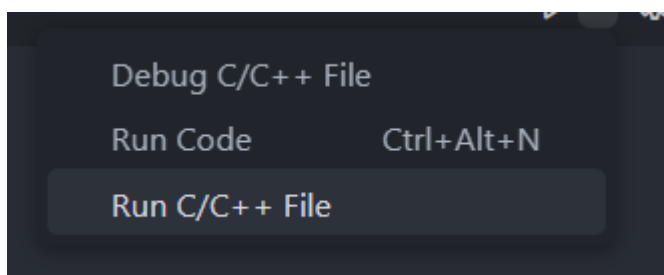 Debug C/C++ File
Run Code Ctrl+Alt+N
Run C/C++ File